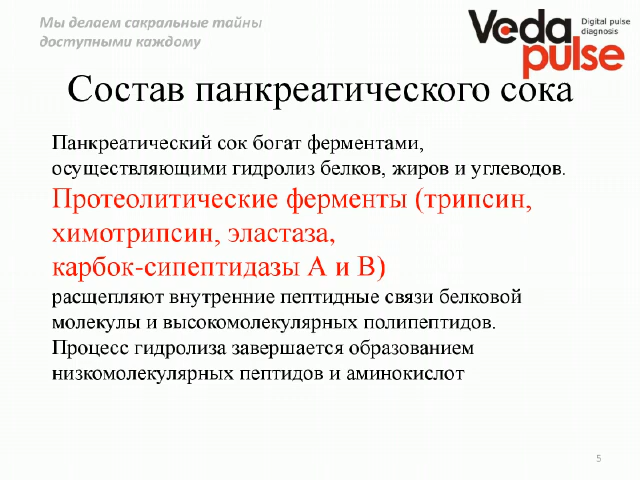 Мы делаем сакральные тайны
доступными каждому
Veda
pulse
Digital pulse
diagnosis
Состав панкреатического сока
Панкреатический сок богат ферментами,
осуществляющими гидролиз белков, жиров и углеводов.
Протеолитические ферменты (трипсин,
химотрипсин, эластаза,
карбок-сипептидазы А и В)
расщепляют внутренние пептидные связи белковой
молекулы и высокомолекулярных полипептидов.
Процесс гидролиза завершается образованием
низкомолекулярных пептидов и аминокислот
5